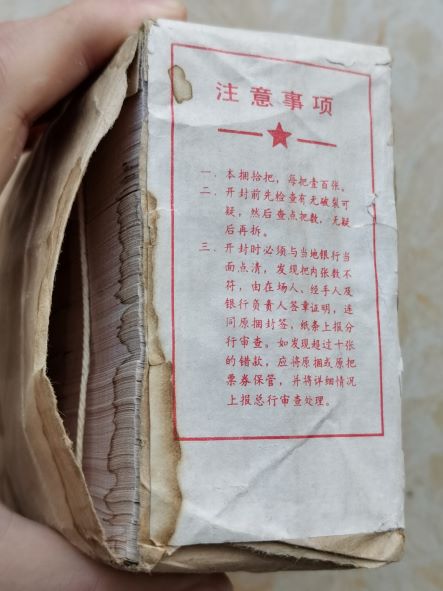 注意事项
一．本捆拾把，每把壹百张。
二．开封前先检查有无破裂可
疑，然后查点把数，无疑
后再拆。
三．开封时必须与当地银行当
面点清，发现把内张数不
符，由在场人、经手人及
银行负责人签章证明，连
同原捆封签，纸条上报分
行审查。如发现超过十张
的错款，应将原捆或原把
票券保管，并将详细情况
上报总行审查处理。